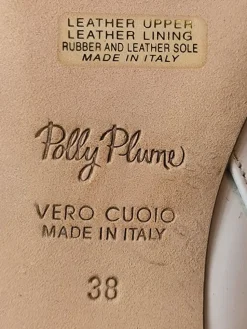 LEATHER UPPER
LEATHER LINING
RUBBER AND LEATHER SOLE
MADE IN ITALY
Polly Plume
VERO CUOIO
MADE IN ITALY
38